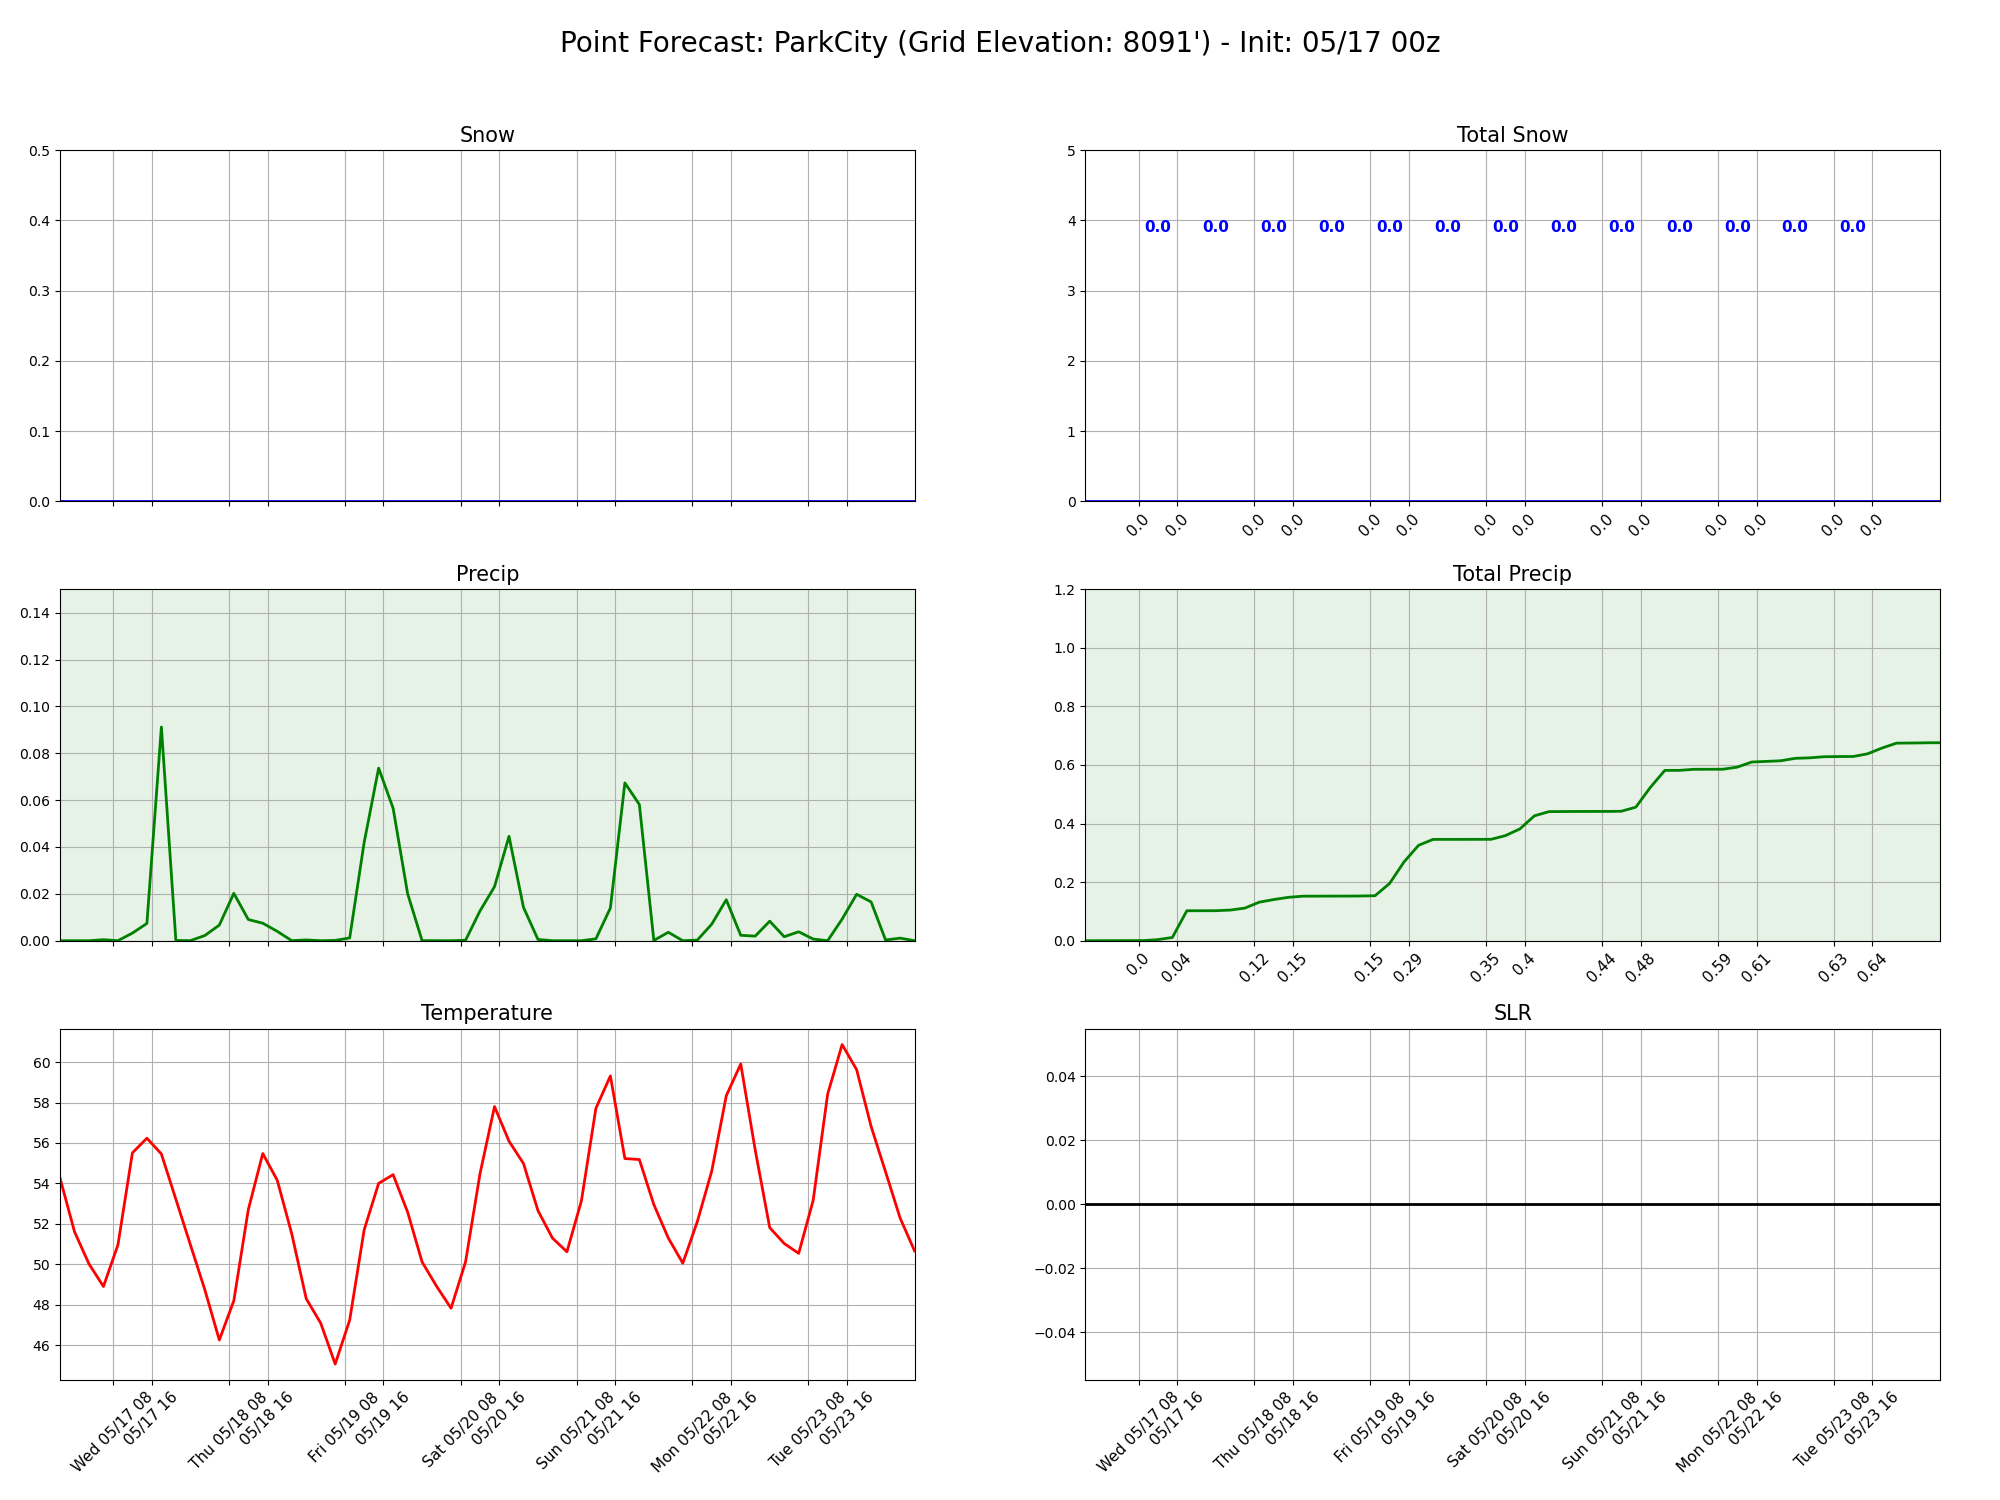 Point Forecast: ParkCity (Grid Elevation: 8091') - Init: 05/17 00z
Snow
0.5
0.4
0.3
0.2
0.1
0.0
Total Snow
5
4
3
2
1
0
0.0 0.0 0.0 0.0 0.0 0.0 0.0 0.0 0.0 0.0 0.0 0.0 0.0
0.0 0.0 0.0 0.0 0.0 0.0 0.0 0.0 0.0 0.0 0.0 0.0 0.0 0.0
Precip
0.14
0.12
0.10
0.08
0.06
0.04
0.02
0.00
Total Precip
1.2
1.0
0.8
0.6
0.4
0.2
0.0
0.0 0.04 0.12 0.15 0.15 0.29 0.35 0.4 0.44 0.48 0.59 0.61 0.63 0.64
Temperature
60
58
56
54
52
50
48
46
Wed 05/17 08
05/17 16
Thu 05/18 08
05/18 16
Fri 05/19 08
05/19 16
Sat 05/20 08
05/20 16
Sun 05/21 08
05/21 16
Mon 05/22 08
05/22 16
Tue 05/23 08
05/23 16
SLR
0.04
0.02
0.00
−0.02
−0.04
Wed 05/17 08
05/17 16
Thu 05/18 08
05/18 16
Fri 05/19 08
05/19 16
Sat 05/20 08
05/20 16
Sun 05/21 08
05/21 16
Mon 05/22 08
05/22 16
Tue 05/23 08
05/23 16